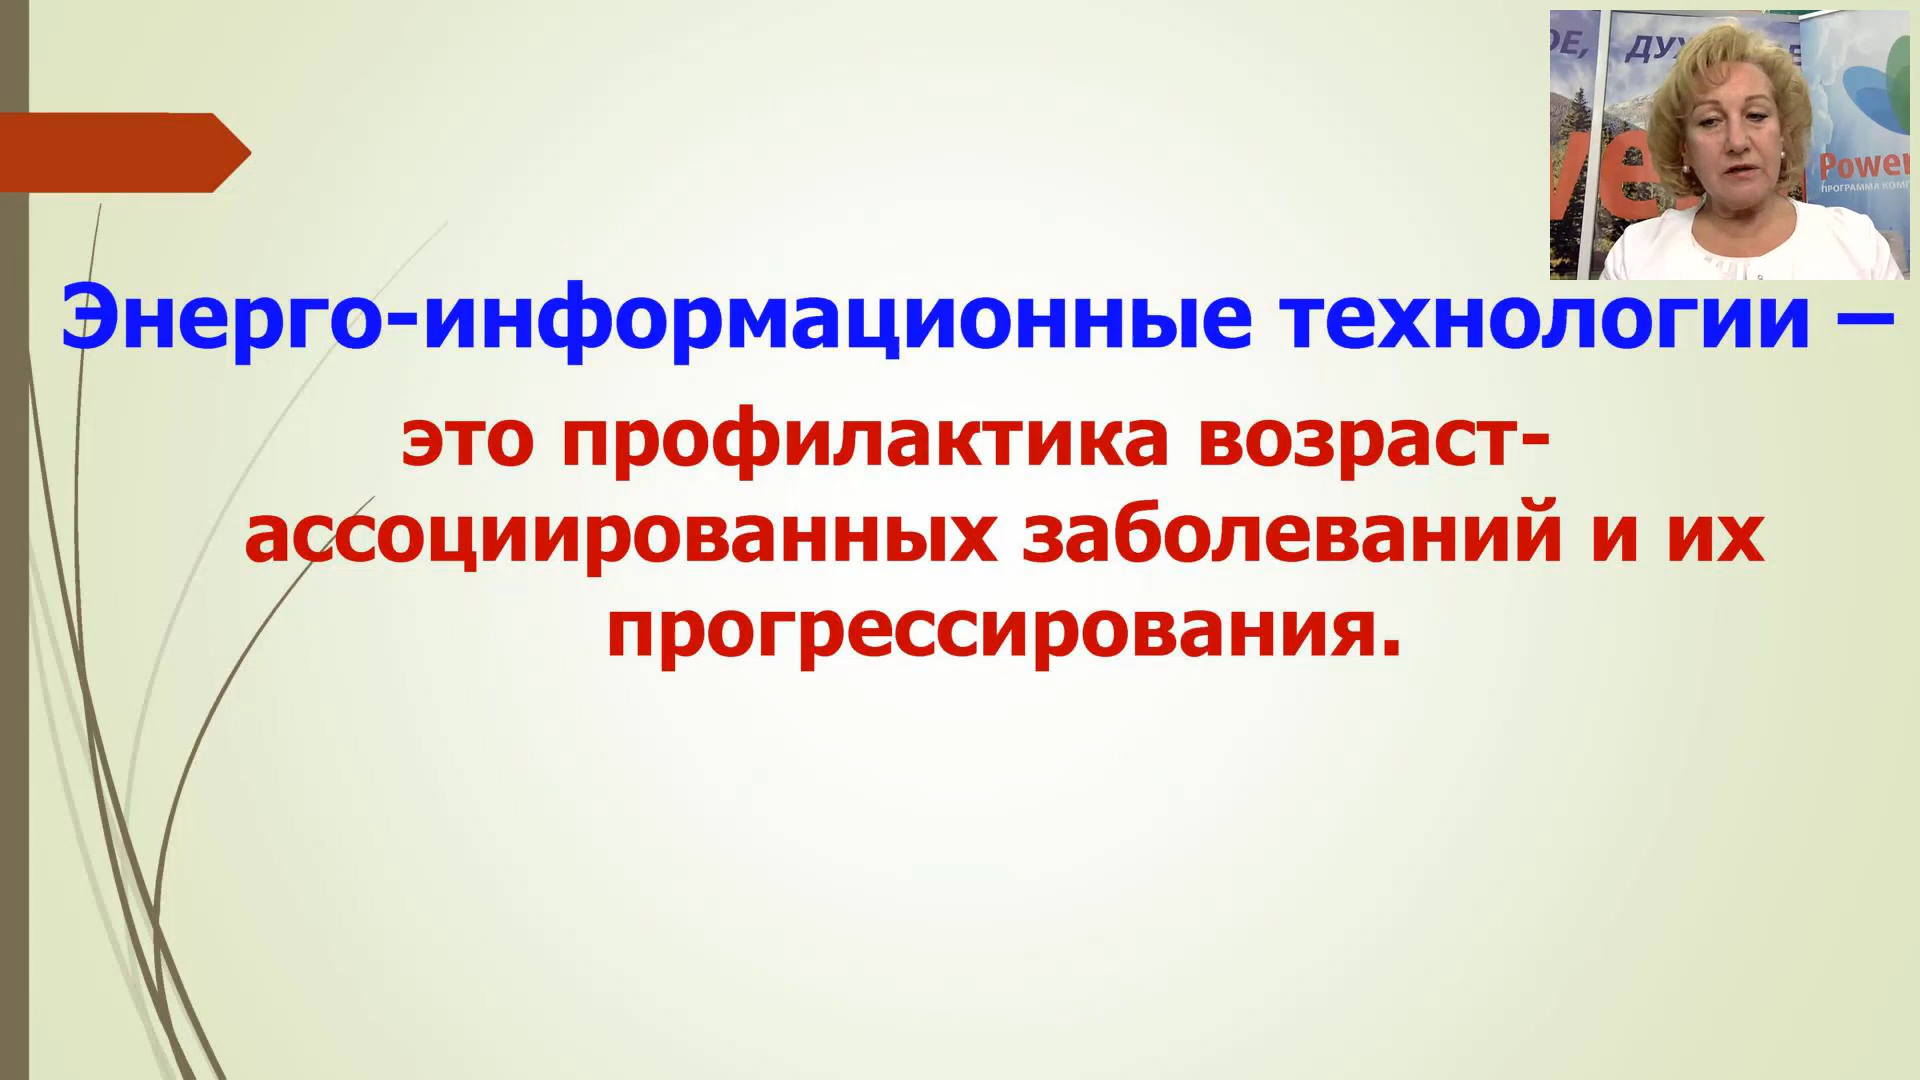 Энерго-информационные технологии –
это профилактика возраст-
ассоциированных заболеваний и их
прогрессирования.
Power